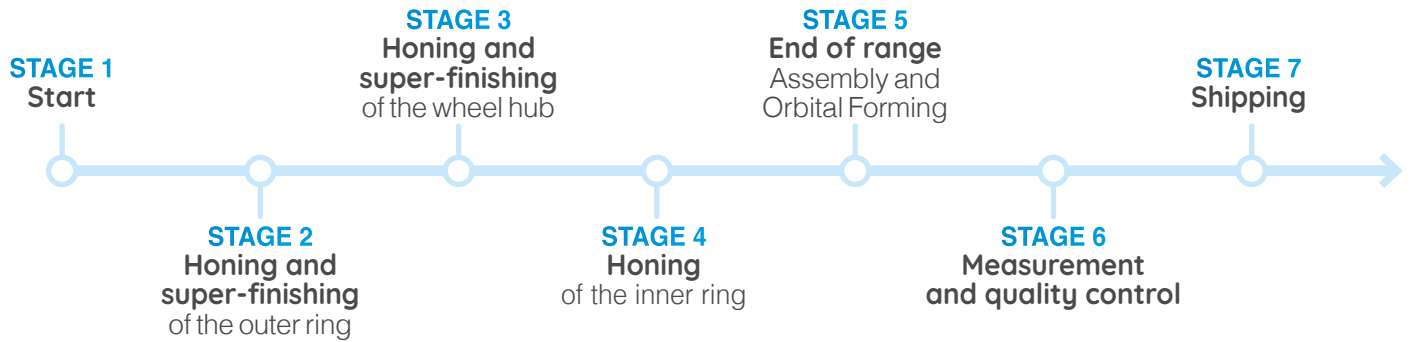 STAGE 1
Start
STAGE 2
Honing and
super-finishing
of the outer ring
STAGE 3
Honing and
super-finishing
of the wheel hub
STAGE 4
Honing
of the inner ring
STAGE 5
End of range
Assembly and
Orbital Forming
STAGE 6
Measurement
and quality control
STAGE 7
Shipping